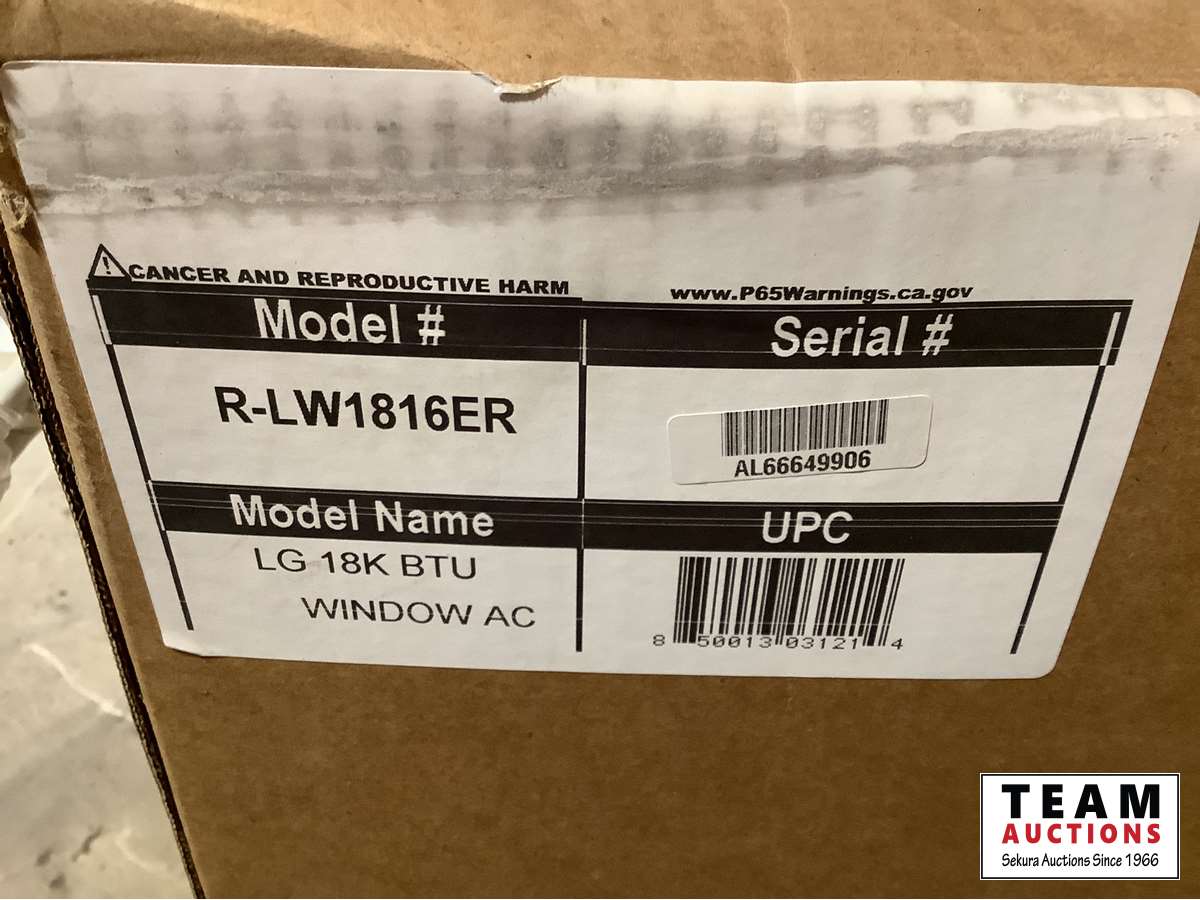 CANCER AND REPRODUCTIVE HARM www.P65Warnings.ca.gov
Model # Serial #
R-LW1816ER
AL66649906
Model Name UPC
LG 18K BTU
WINDOW AC
8 50013 03121 4
TEAM
AUCTIONS
Sekura Auctions Since 1966